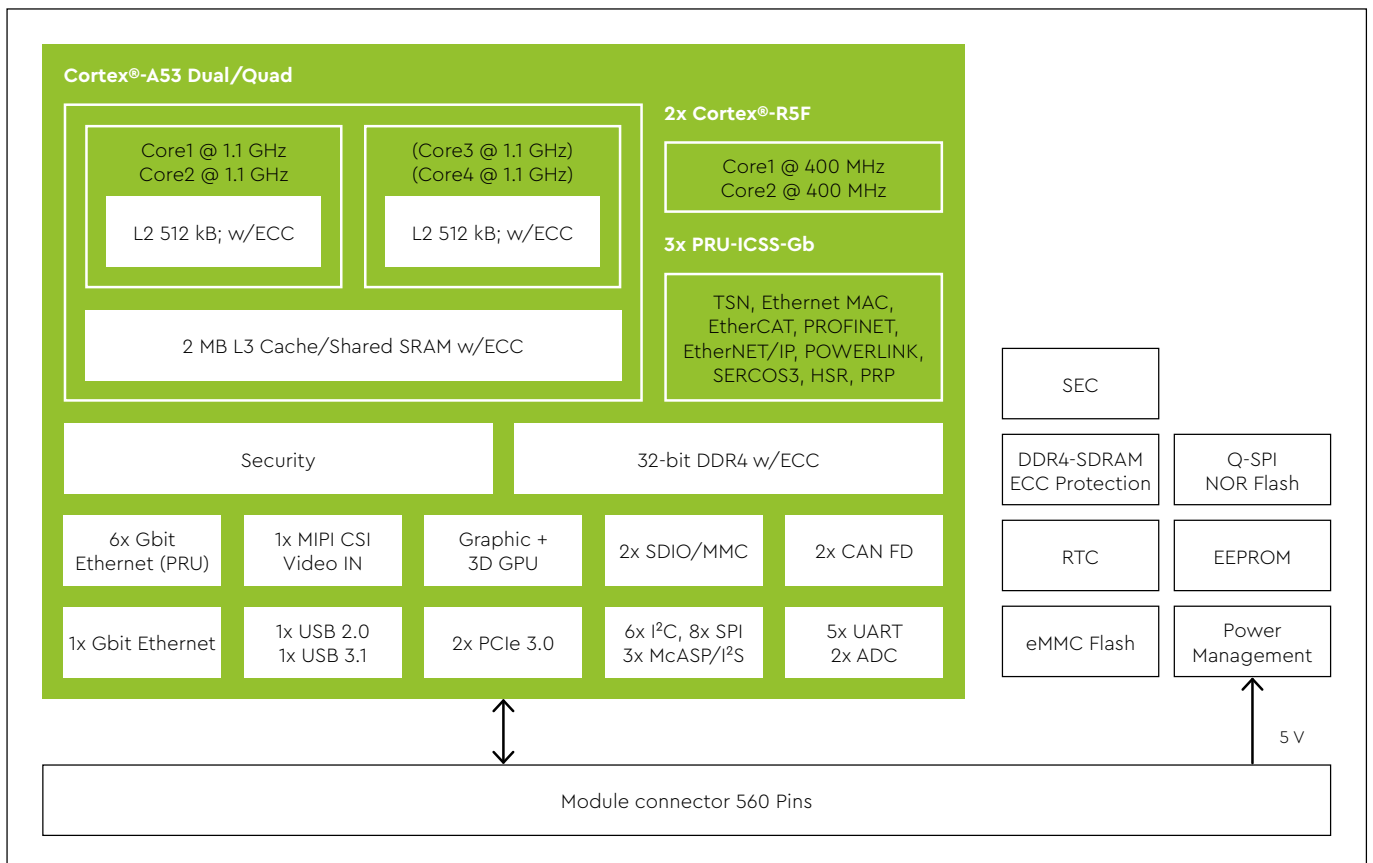 Cortex®-A53 Dual/Quad
Core1 @ 1.1 GHz
Core2 @ 1.1 GHz
L2 512 kB; w/ECC
(Core3 @ 1.1 GHz)
(Core4 @ 1.1 GHz)
L2 512 kB; w/ECC
2 MB L3 Cache/Shared SRAM w/ECC
2x Cortex®-R5F
Core1 @ 400 MHz
Core2 @ 400 MHz
3x PRU-ICSS-Gb
TSN, Ethernet MAC,
EtherCAT, PROFINET,
EtherNET/IP, POWERLINK,
SERCOS3, HSR, PRP
Security
32-bit DDR4 w/ECC
6x Gbit
Ethernet (PRU)
1x MIPI CSI
Video IN
Graphic +
3D GPU
2x SDIO/MMC
2x CAN FD
1x Gbit Ethernet
1x USB 2.0
1x USB 3.1
2x PCIe 3.0
6x I²C, 8x SPI
3x McASP/I²S
5x UART
2x ADC
SEC
DDR4-SDRAM
ECC Protection
Q-SPI
NOR Flash
RTC
EEPROM
eMMC Flash
Power
Management
5 V
Module connector 560 Pins